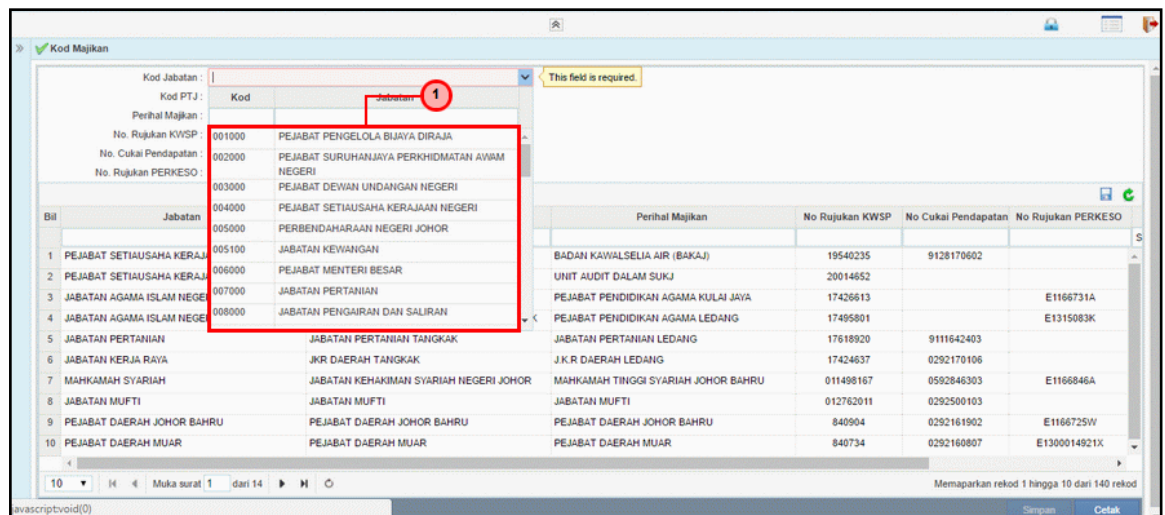 Kod Majikan
Kod Jabatan :
This field is required.
Kod PTJ :
Kod Jabatan
1
Perihal Majikan :
No. Rujukan KWSP :
No. Cukai Pendapatan :
No. Rujukan PERKESO :
001000 PEJABAT PENGELOLA BIJAYA DIRAJA
002000 PEJABAT SURUHANJAYA PERKHIDMATAN AWAM
NEGERI
003000 PEJABAT DEWAN UNDANGAN NEGERI
004000 PEJABAT SETIAUSAHA KERAJAAN NEGERI
005000 PERBENDAHARAAN NEGERI JOHOR
005100 JABATAN KEWANGAN
006000 PEJABAT MENTERI BESAR
007000 JABATAN PERTANIAN
008000 JABATAN PENGAIRAN DAN SALIRAN
Bil Jabatan Perihal Majikan No Rujukan KWSP No Cukai Pendapatan No Rujukan PERKESO
S
1 PEJABAT SETIAUSAHA KERAJA BADAN KAWALSELIA AIR (BAKAJ) 19540235 9128170602
2 PEJABAT SETIAUSAHA KERAJA UNIT AUDIT DALAM SUKJ 20014652
3 JABATAN AGAMA ISLAM NEGE PEJABAT PENDIDIKAN AGAMA KULAI JAYA 17426613 E1166731A
4 JABATAN AGAMA ISLAM NEGE K PEJABAT PENDIDIKAN AGAMA LEDANG 17495801 E1315083K
5 JABATAN PERTANIAN JABATAN PERTANIAN TANGKAK JABATAN PERTANIAN LEDANG 17618920 9111642403
6 JABATAN KERJA RAYA JKR DAERAH TANGKAK J.K.R DAERAH LEDANG 17424637 0292170106
7 MAHKAMAH SYARIAH JABATAN KEHAKIMAN SYARIAH NEGERI JOHOR MAHKAMAH TINGGI SYARIAH JOHOR BAHRU 011498167 0592846303 E1166846A
8 JABATAN MUFTI JABATAN MUFTI JABATAN MUFTI 012762011 0292500103
9 PEJABAT DAERAH JOHOR BAHRU PEJABAT DAERAH JOHOR BAHRU PEJABAT DAERAH JOHOR BAHRU 840904 0292161902 E1166725W
10 PEJABAT DAERAH MUAR PEJABAT DAERAH MUAR PEJABAT DAERAH MUAR 840734 0292160807 E1300014921X
10 Muka surat 1 dari 14 Memaparkan rekod 1 hingga 10 dari 140 rekod
avascript:void(0) Simpan Cetak